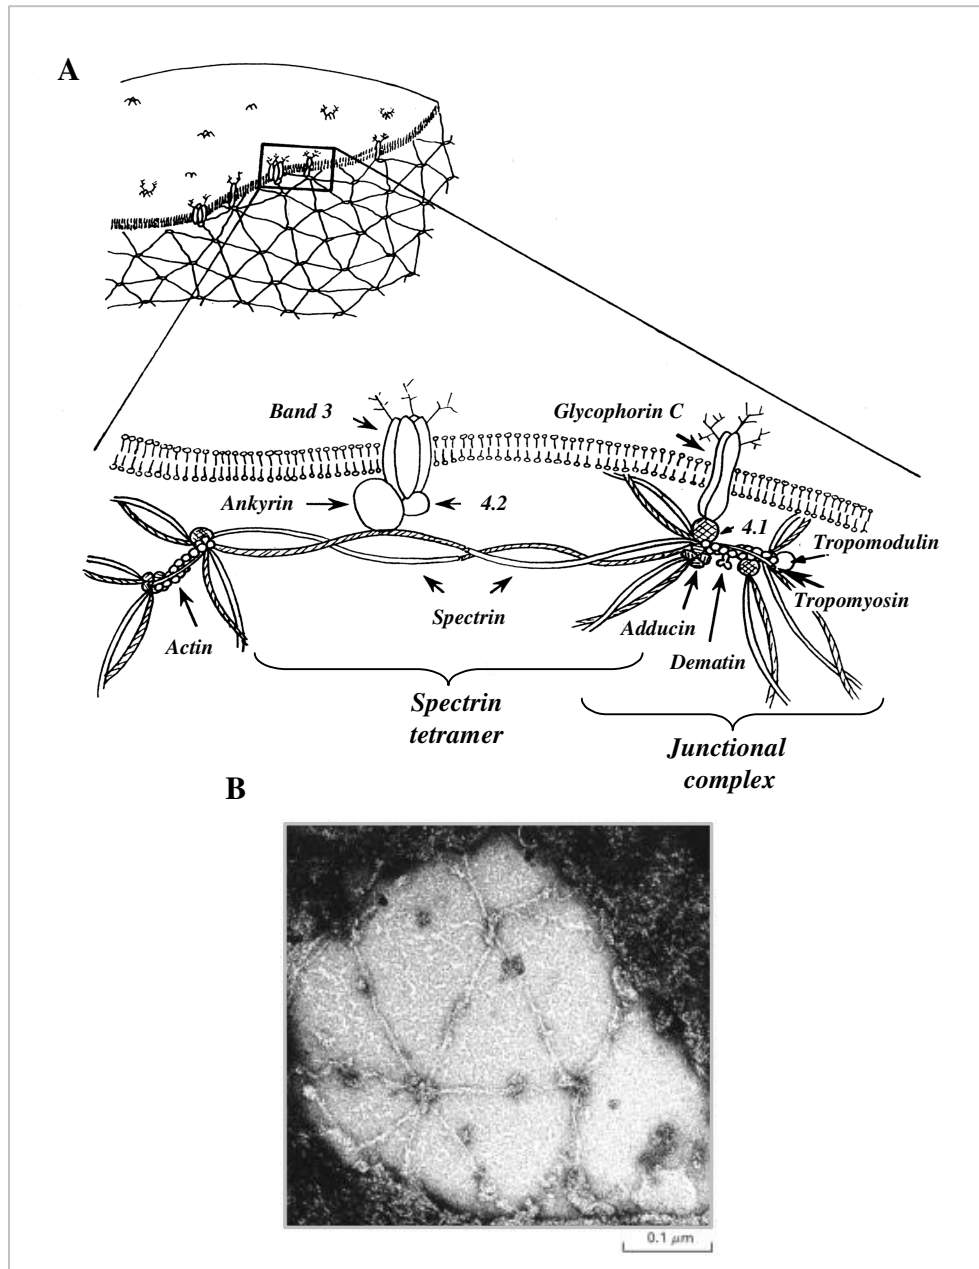 A
Band 3
Glycophorin C
Ankyrin
4.2
4.1
Tropomodulin
Spectrin
Tropomyosin
Adducin
Actin
Dematin
Spectrin
tetramer
Junctional
complex
B
0.1 μm